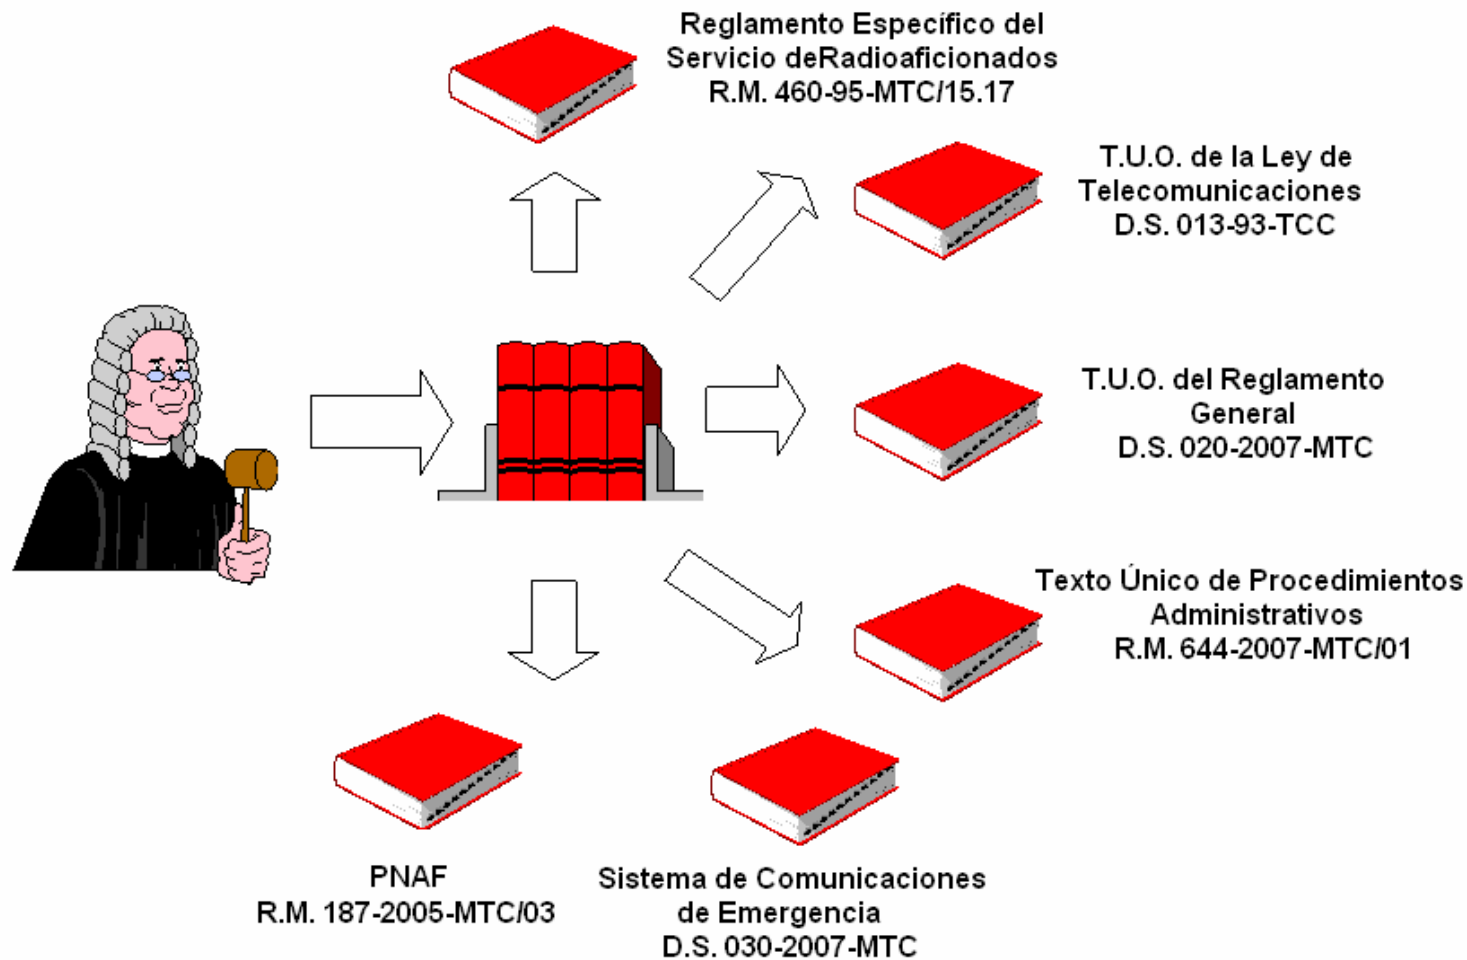 Reglamento Específico del
Servicio deRadioaficionados
R.M. 460-95-MTC/15.17
T.U.O. de la Ley de
Telecomunicaciones
D.S. 013-93-TCC
T.U.O. del Reglamento
General
D.S. 020-2007-MTC
Texto Único de Procedimientos
Administrativos
R.M. 644-2007-MTC/01
PNAF
R.M. 187-2005-MTC/03
Sistema de Comunicaciones
de Emergencia
D.S. 030-2007-MTC